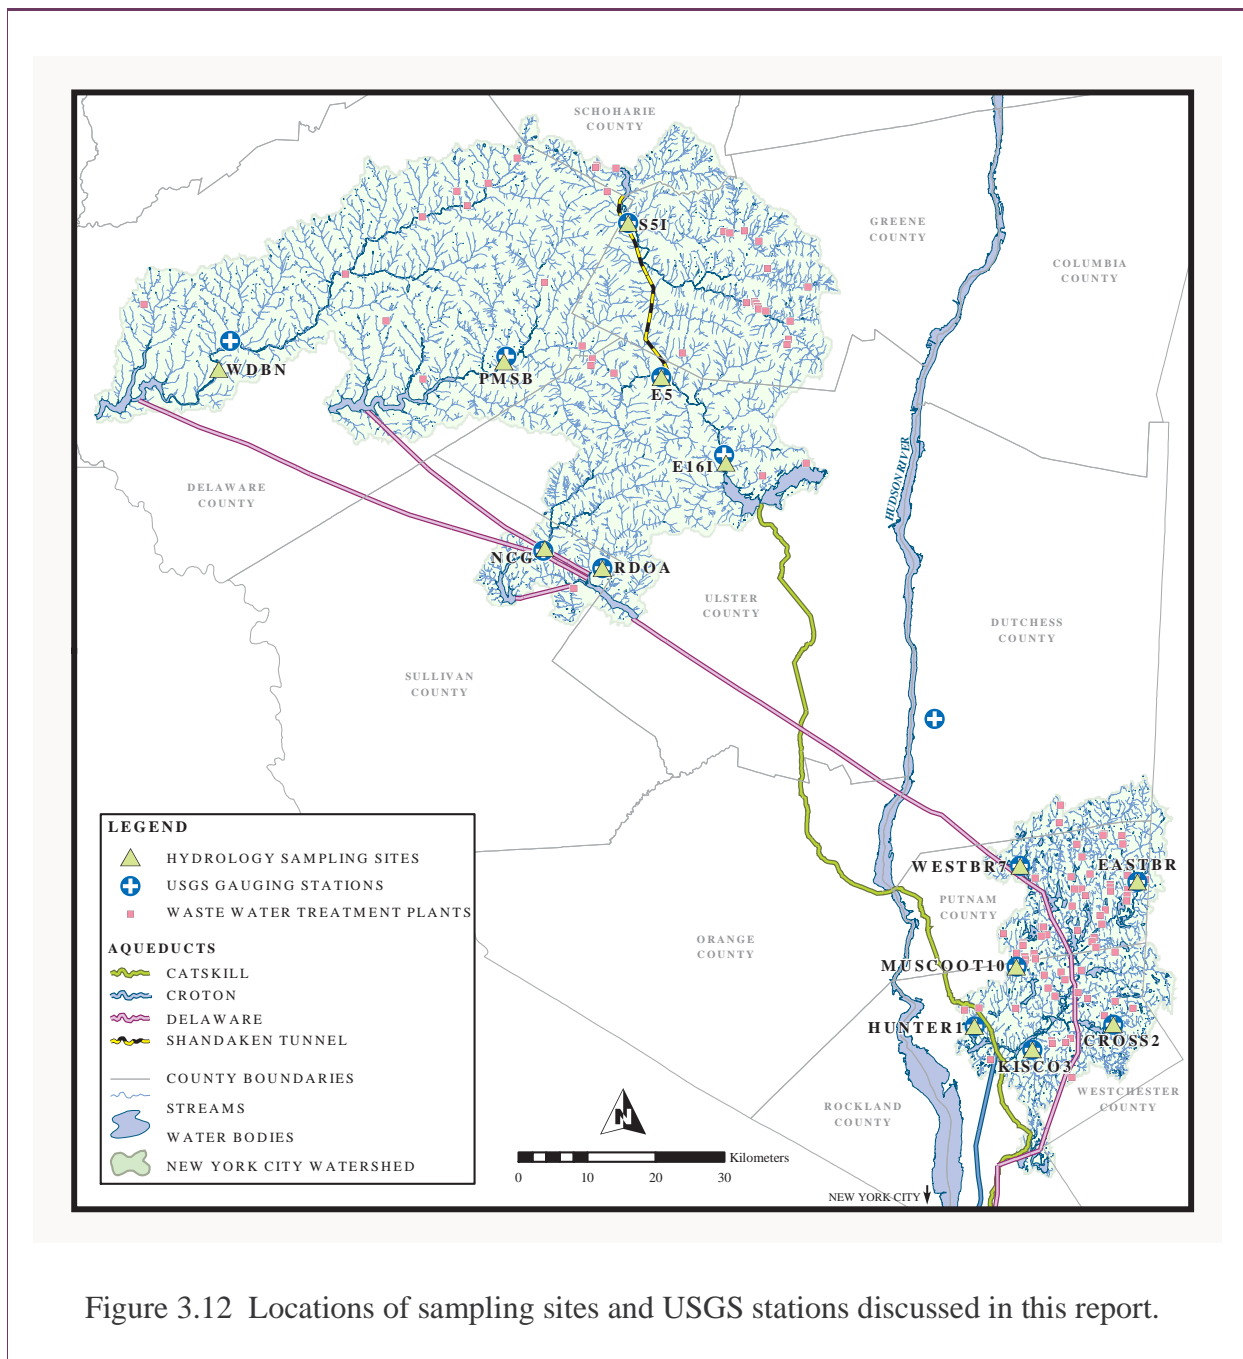 SCHOHARIE
COUNTY
GREENE
COUNTY
COLUMBIA
COUNTY
S5I
WDBN
PMSB
E5
E16I
HUDSON RIVER
DELAWARE
COUNTY
NCG
RDOA
ULSTER
COUNTY
DUTCHESS
COUNTY
SULLIVAN
COUNTY
WESTBR7
EASTBR
PUTNAM
COUNTY
ORANGE
COUNTY
MUSCOOT10
HUNTER1
CROSS2
KISCO3
WESTCHESTER
COUNTY
ROCKLAND
COUNTY
LEGEND
HYDROLOGY SAMPLING SITES
USGS GAUGING STATIONS
WASTE WATER TREATMENT PLANTS
AQUEDUCTS
CATSKILL
CROTON
DELAWARE
SHANDAKEN TUNNEL
COUNTY BOUNDARIES
STREAMS
WATER BODIES
NEW YORK CITY WATERSHED
N
Kilometers
0 10 20 30
NEW YORK CITY
Figure 3.12 Locations of sampling sites and USGS stations discussed in this report.